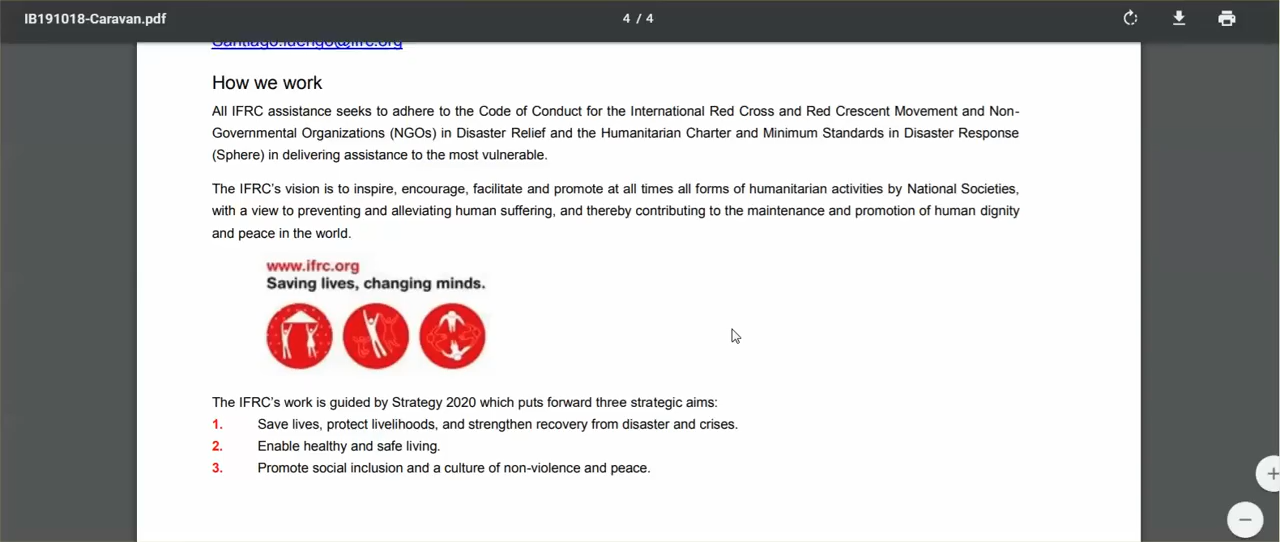 IB191018-Caravan.pdf
4 / 4
How we work
All IFRC assistance seeks to adhere to the Code of Conduct for the International Red Cross and Red Crescent Movement and Non-
Governmental Organizations (NGOs) in Disaster Relief and the Humanitarian Charter and Minimum Standards in Disaster Response
(Sphere) in delivering assistance to the most vulnerable.
The IFRC's vision is to inspire, encourage, facilitate and promote at all times all forms of humanitarian activities by National Societies,
with a view to preventing and alleviating human suffering, and thereby contributing to the maintenance and promotion of human dignity
and peace in the world.
www.ifrc.org
Saving lives, changing minds.
The IFRC's work is guided by Strategy 2020 which puts forward three strategic aims:
1. Save lives, protect livelihoods, and strengthen recovery from disaster and crises.
2. Enable healthy and safe living.
3. Promote social inclusion and a culture of non-violence and peace.